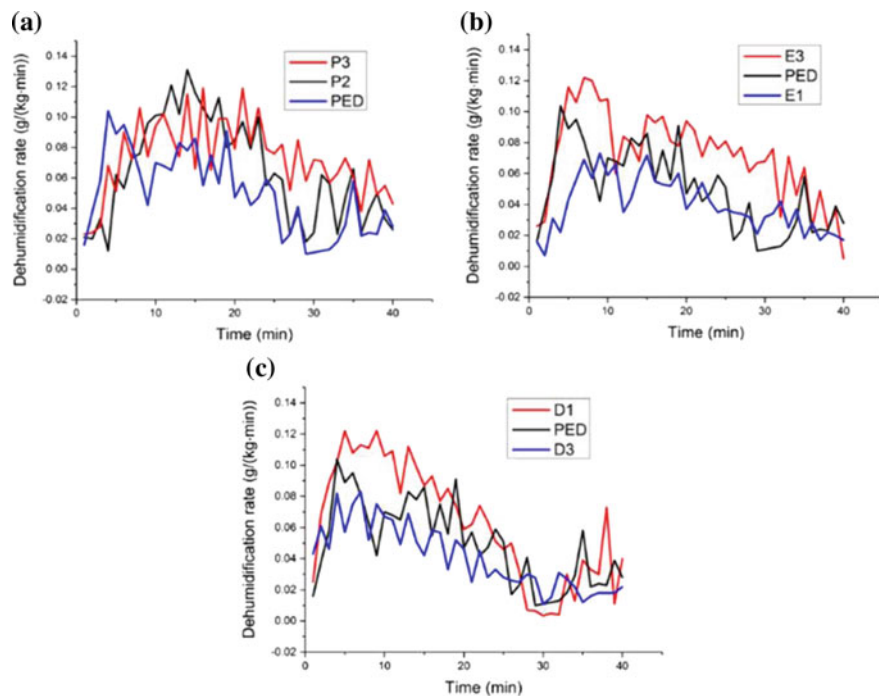 (a)
Dehumidification rate (g/(kg·min))
0.14
0.12
0.10
0.08
0.06
0.04
0.02
0.00
-0.02
P3
P2
PED
0
10
20
30
40
Time (min)
(b)
Dehumidification rate (g/(kg·min))
0.14
0.12
0.10
0.08
0.06
0.04
0.02
0.00
-0.02
E3
PED
E1
0
10
20
30
40
Time (min)
(c)
Dehumidification rate (g/(kg·min))
0.14
0.12
0.10
0.08
0.06
0.04
0.02
0.00
-0.02
D1
PED
D3
0
10
20
30
40
Time (min)